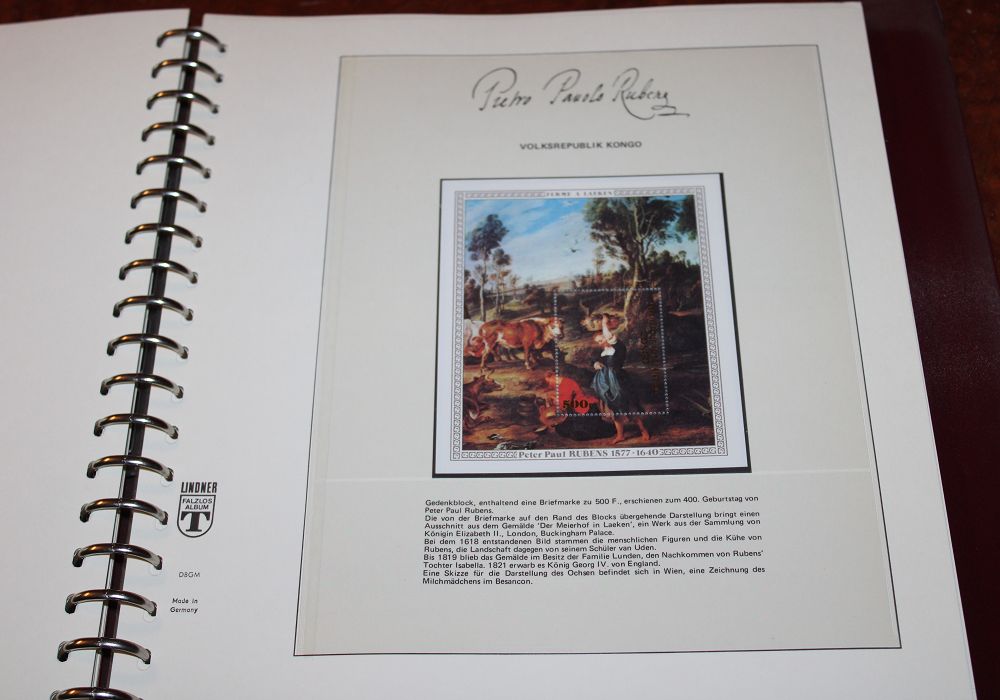 Pietro Pauolo Rubens
VOLKSREPUBLIK KONGO
FERME A LAEKEN
500
Peter Paul RUBENS 1577 - 1640
Gedenkblock, enthaltend eine Briefmarke zu 500 F., erschienen zum 400. Geburtstag von
Peter Paul Rubens.
Die von der Briefmarke auf den Rand des Blocks übergehende Darstellung bringt einen
Ausschnitt aus dem Gemälde 'Der Meierhof in Laeken', ein Werk aus der Sammlung von
Königin Elizabeth II., London, Buckingham Palace.
Bei dem 1618 entstandenen Bild stammen die menschlichen Figuren und die Kühe von
Rubens, die Landschaft dagegen von seinem Schüler van Uden.
Bis 1819 blieb das Gemälde im Besitz der Familie Lunden, den Nachkommen von Rubens'
Tochter Isabella. 1821 erwarb es König Georg IV. von England.
Eine Skizze für die Darstellung des Ochsen befindet sich in Wien, eine Zeichnung des
Milchmädchens im Besancon.
LINDNER
FALZLOS
ALBUM
T
DBGM
Made in
Germany